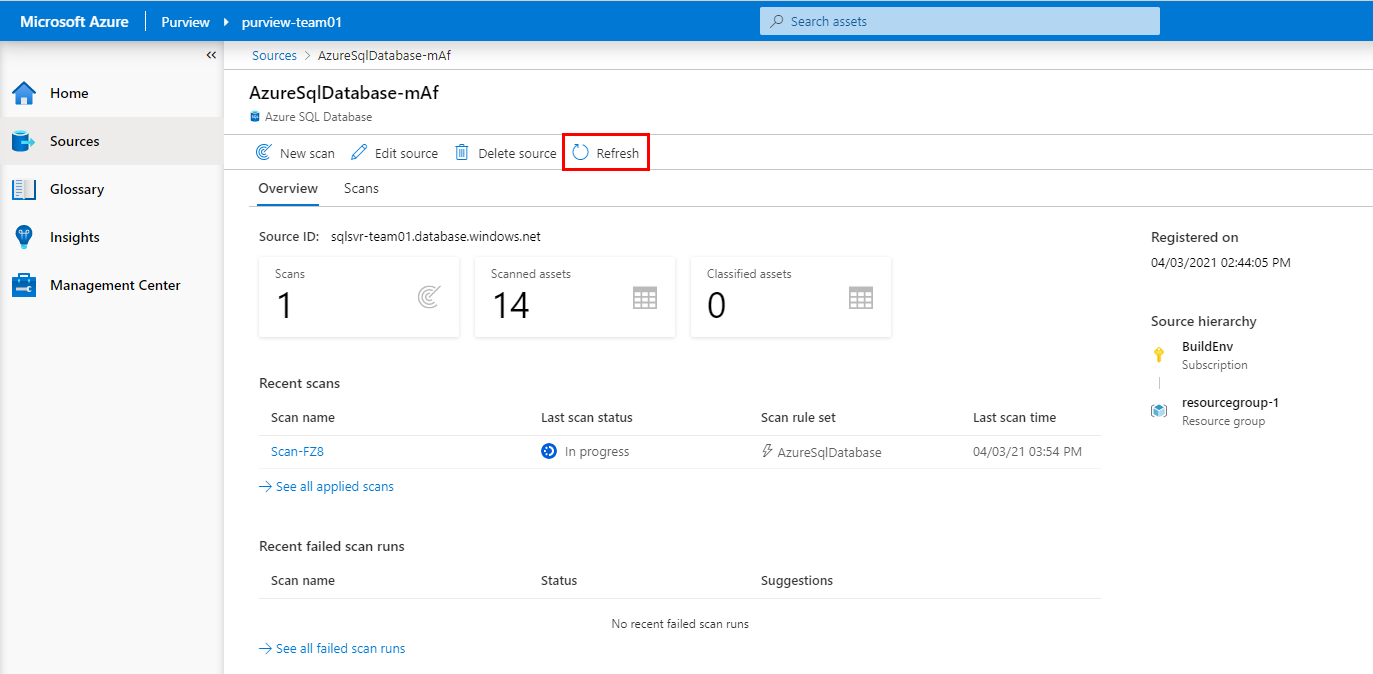 Microsoft Azure Purview purview-team01 Search assets
« Sources > AzureSqlDatabase-mAf
Home
Sources
Glossary
Insights
Management Center
AzureSqlDatabase-mAf
Azure SQL Database
New scan Edit source Delete source Refresh
Overview Scans
Source ID: sqlsvr-team01.database.windows.net
Scans Scanned assets Classified assets
1 14 0
Registered on
04/03/2021 02:44:05 PM
Source hierarchy
BuildEnv
Subscription
resourcegroup-1
Resource group
Recent scans
Scan name Last scan status Scan rule set Last scan time
Scan-FZ8 In progress AzureSqlDatabase 04/03/21 03:54 PM
→ See all applied scans
Recent failed scan runs
Scan name Status Suggestions
No recent failed scan runs
→ See all failed scan runs